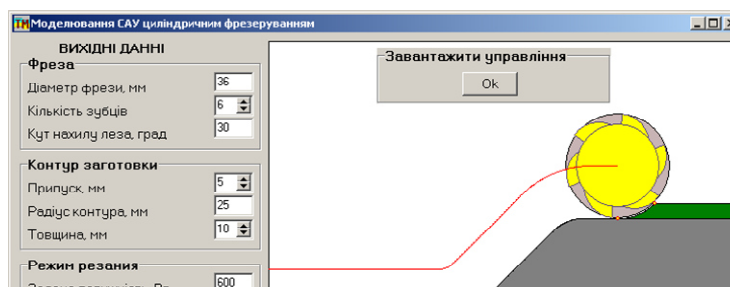 Моделювання САУ циліндричним фрезеруванням
ВИХІДНІ ДАННІ
Фреза
Діаметр фрези, мм 36
Кількість зубців 6
Кут нахилу леза, град 30
Контур заготовки
Припуск, мм 5
Радіус контура, мм 25
Товщина, мм 10
Режим резания
600
Завантажити управління
Ok